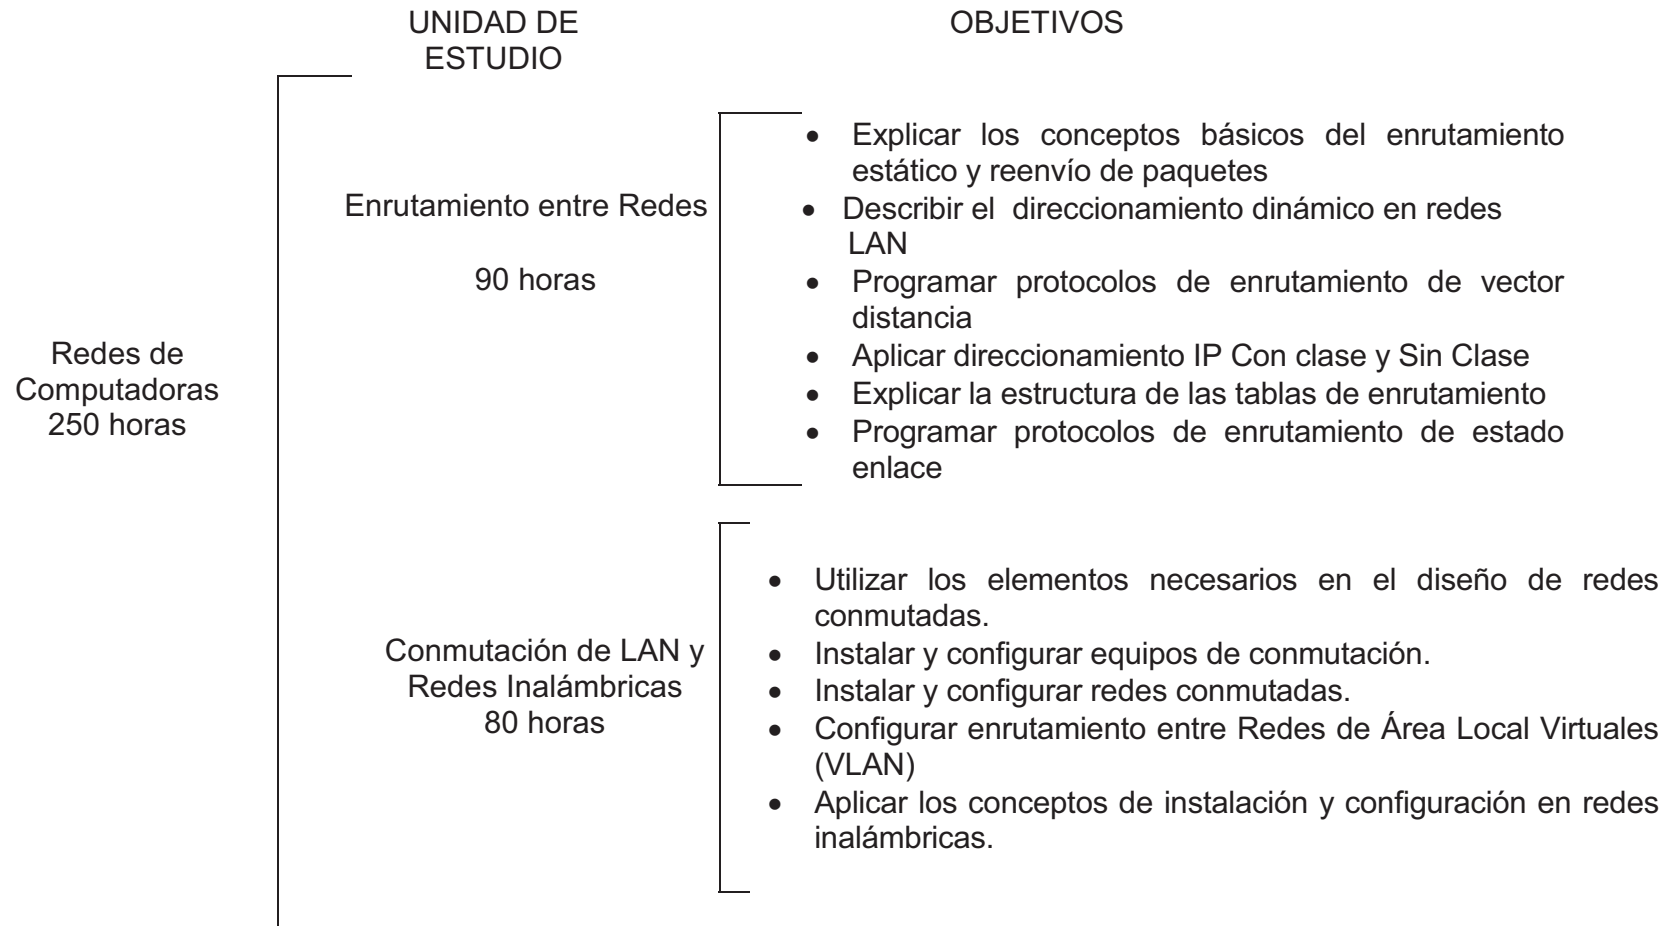 UNIDAD DE
ESTUDIO
OBJETIVOS
Redes de
Computadoras
250 horas
Enrutamiento entre Redes
90 horas
• Explicar los conceptos básicos del enrutamiento
estático y reenvío de paquetes
• Describir el direccionamiento dinámico en redes
LAN
• Programar protocolos de enrutamiento de vector
distancia
• Aplicar direccionamiento IP Con clase y Sin Clase
• Explicar la estructura de las tablas de enrutamiento
• Programar protocolos de enrutamiento de estado
enlace
Conmutación de LAN y
Redes Inalámbricas
80 horas
• Utilizar los elementos necesarios en el diseño de redes
conmutadas.
• Instalar y configurar equipos de conmutación.
• Instalar y configurar redes conmutadas.
• Configurar enrutamiento entre Redes de Área Local Virtuales
(VLAN)
• Aplicar los conceptos de instalación y configuración en redes
inalámbricas.